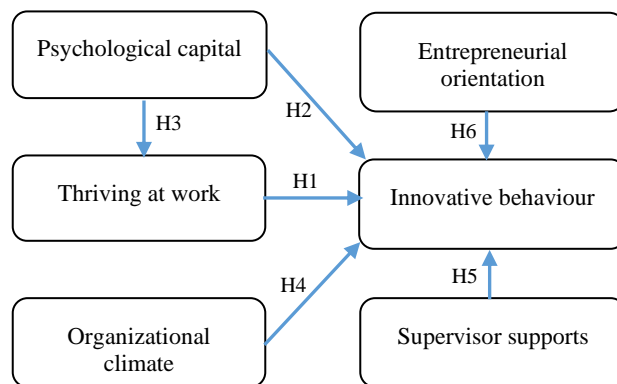 Psychological capital
Entrepreneurial
orientation
H2
H3
H6
Thriving at work
H1
Innovative behaviour
H4
H5
Organizational
climate
Supervisor supports